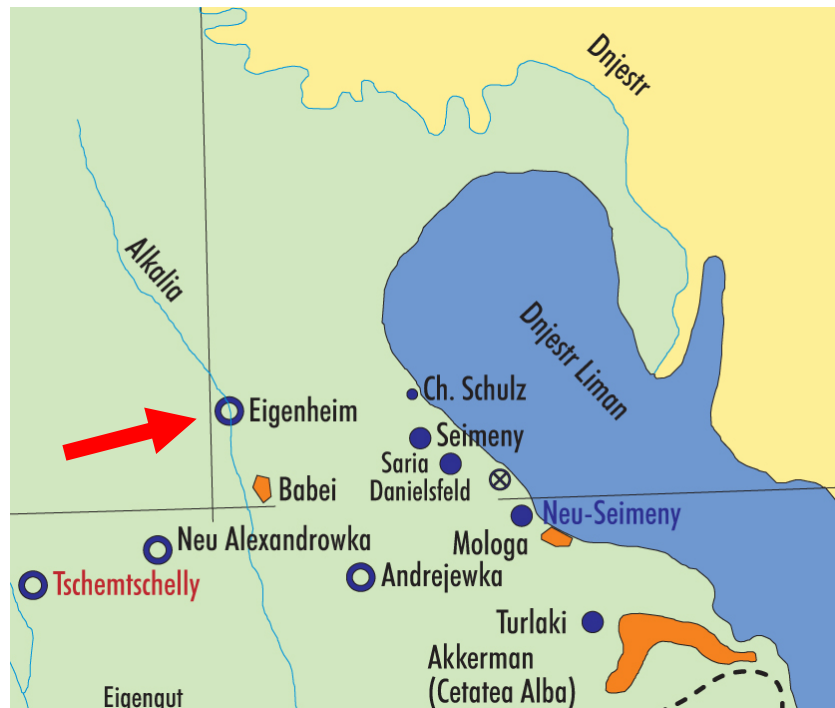 Dnjestr
Alkalia
Dnjestr Liman
Ch. Schulz
Eigenheim
Seimeny
Saria
Danielsfeld
Babei
Neu-Seimeny
Neu Alexandrowka
Mologa
Tschemtschelly
Andrejewka
Turlaki
Akkerman
(Cetatea Alba)
Eigengut